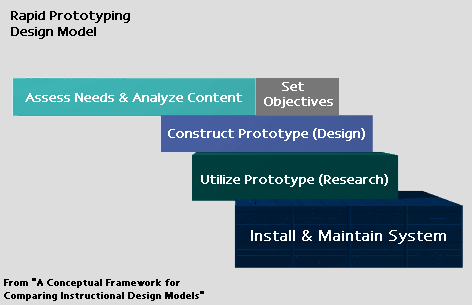 Rapid Prototyping
Design Model
Assess Needs & Analyze Content
Set
Objectives
Construct Prototype (Design)
Utilize Prototype (Research)
Install & Maintain System
From "A Conceptual Framework for
Comparing Instructional Design Models"